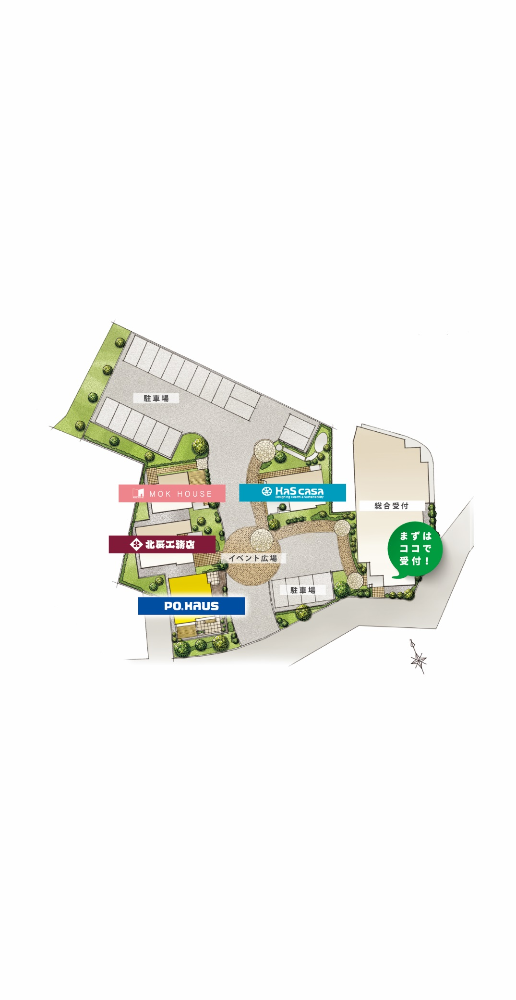 駐車場
MOK HOUSE
HaS casa
Designing Health & Sustainability
総合受付
まずは
ココで
受付！
北辰工務店
イベント広場
駐車場
PO.HAUS